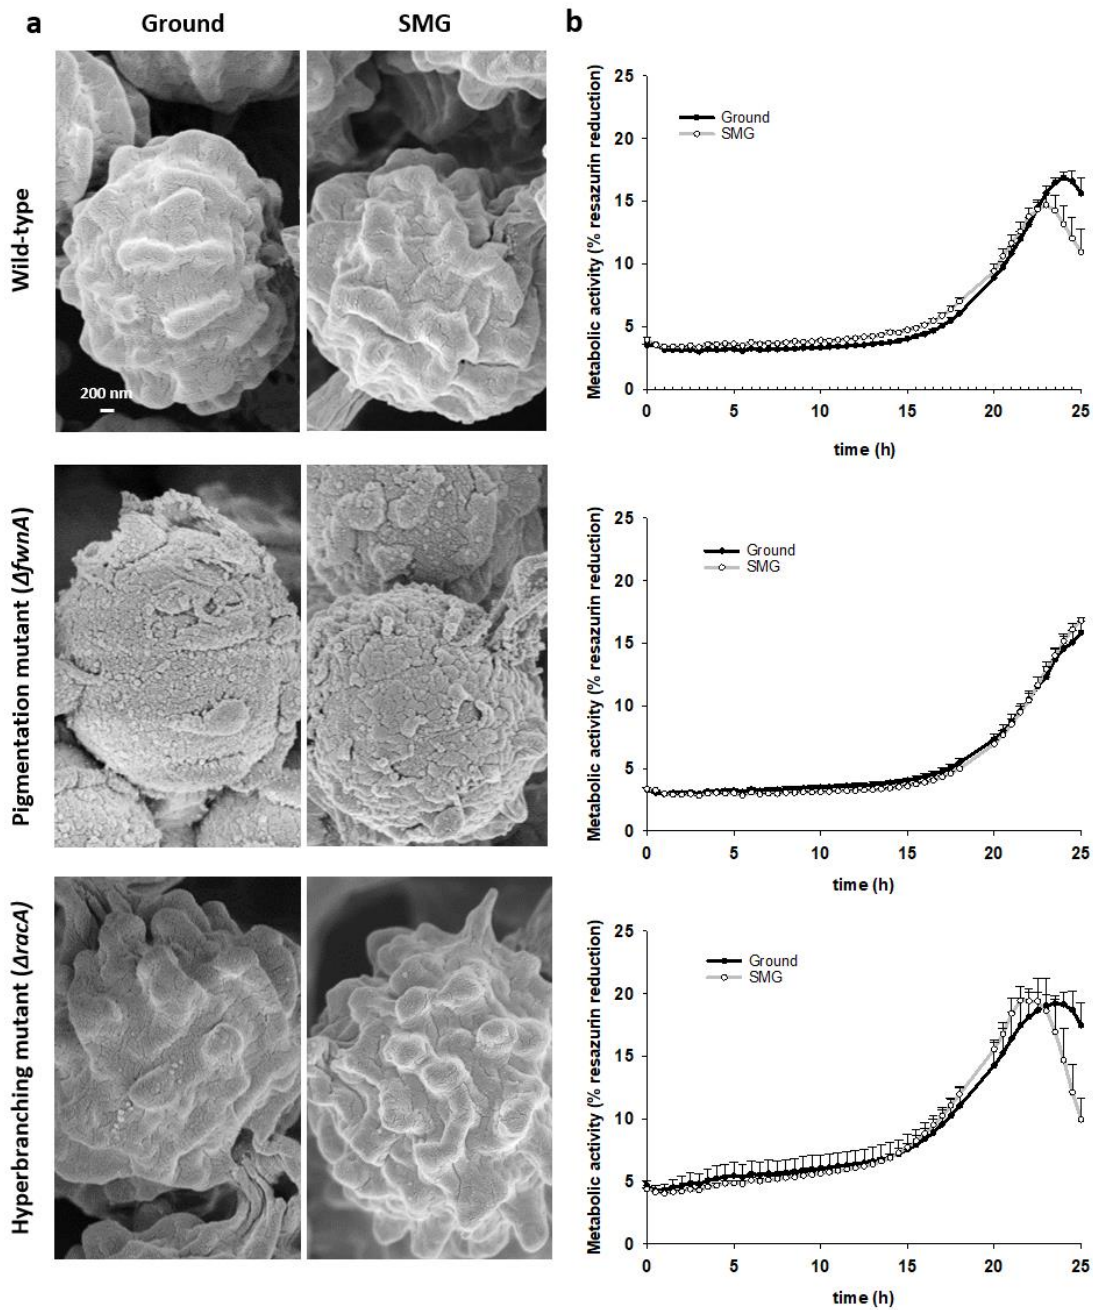 a
Ground
SMG
b
Wild-type
200 nm
Metabolic activity (% resazurin reduction)
25
20
15
10
5
0
Ground
SMG
0 5 10 15 20 25
time (h)
Pigmentation mutant (ΔfwnA)
Metabolic activity (% resazurin reduction)
25
20
15
10
5
0
Ground
SMG
0 5 10 15 20 25
time (h)
Hyperbranching mutant (ΔracA)
Metabolic activity (% resazurin reduction)
25
20
15
10
5
0
Ground
SMG
0 5 10 15 20 25
time (h)